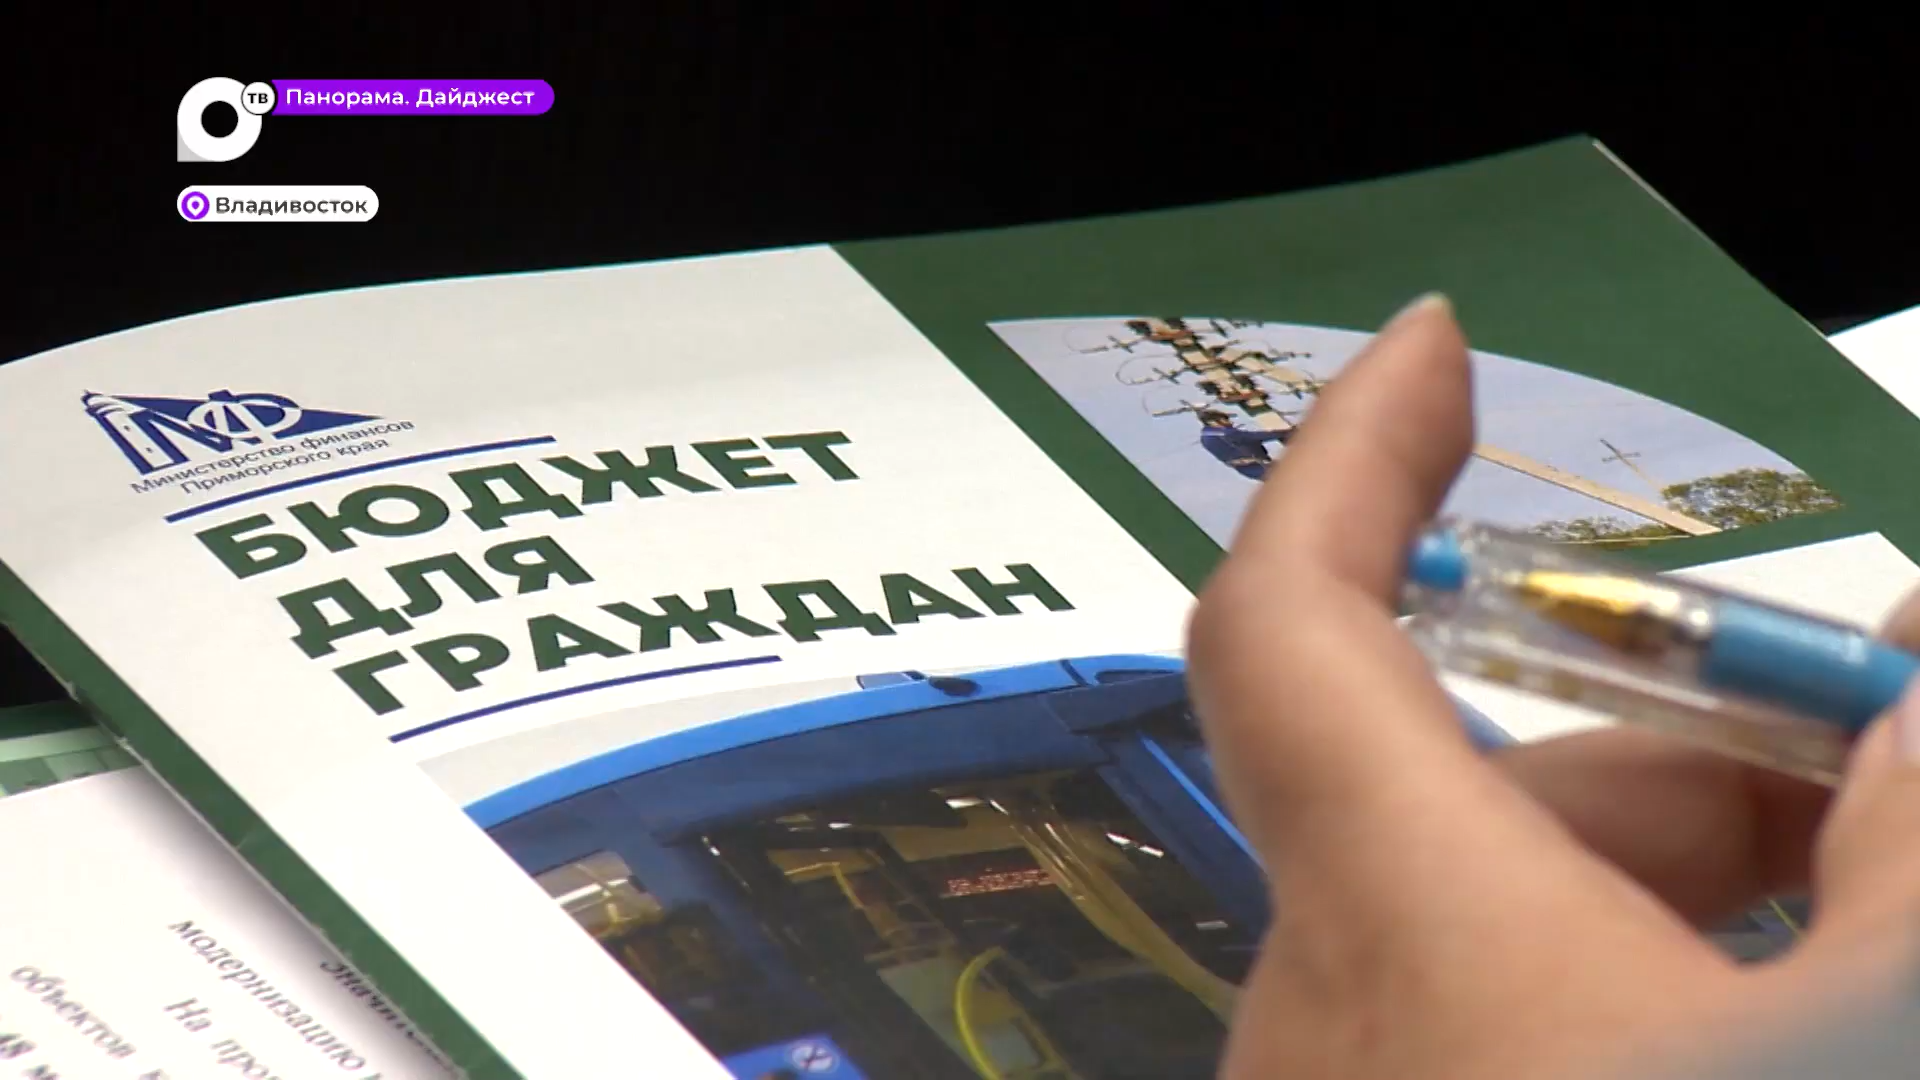 ТВ
Панорама. Дайджест
Владивосток
МФ
Министерство финансов
Приморского края
БЮДЖЕТ
ДЛЯ
ГРАЖДАН
модернизацию
На
объектов